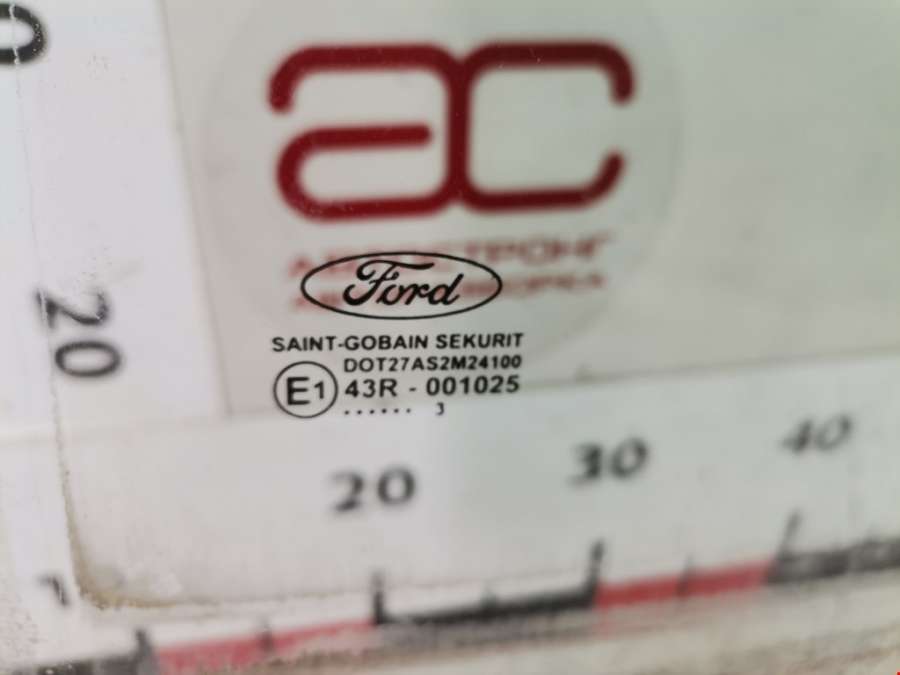 ac
Ford
SAINT-GOBAIN SEKURIT
DOT27AS2M24100
E1 43R - 001025
...... 3
20
20 30 40